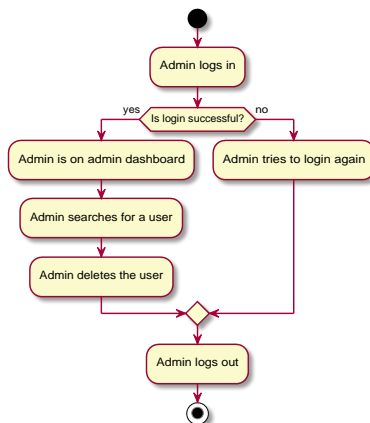 Admin logs in
yes
Is login successful?
no
Admin is on admin dashboard
Admin tries to login again
Admin searches for a user
Admin deletes the user
Admin logs out